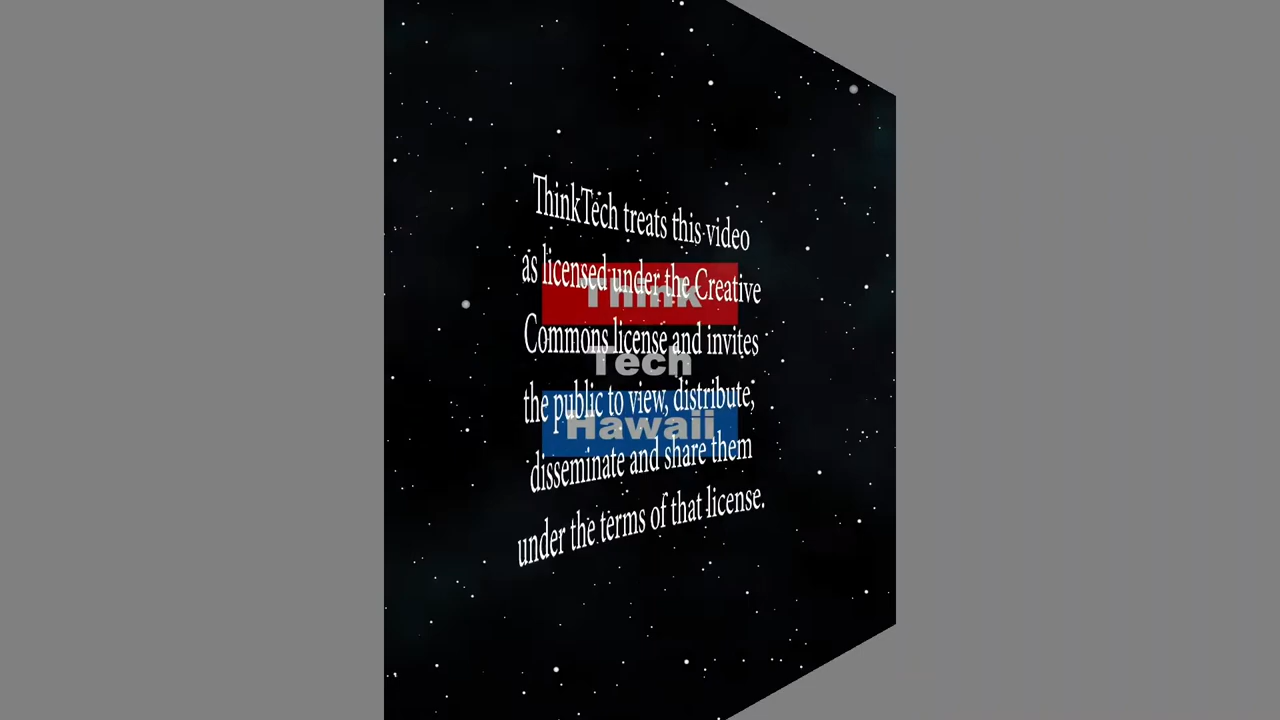 ThinkTech treats this video
as licensed under the Creative
Commons license and invites
the public to view, distribute,
disseminate and share them
under the terms of that license.
Think
Tech
Hawaii